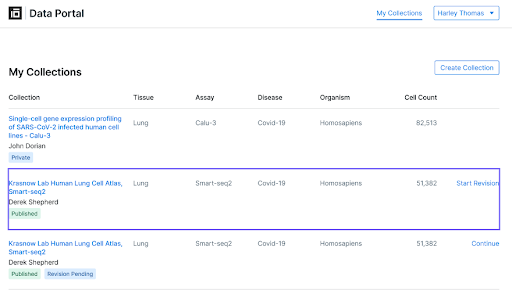 Data Portal
My Collections
Harley Thomas
My Collections
Create Collection
Collection Tissue Assay Disease Organism Cell Count
Single-cell gene expression profiling Lung Calu-3 Covid-19 Homosapiens 82,513
of SARS-CoV-2 infected human cell
lines - Calu-3
John Dorian
Private
Krasnow Lab Human Lung Cell Atlas, Lung Smart-seq2 Covid-19 Homosapiens 51,382 Start Revision
Smart-seq2
Derek Shepherd
Published
Krasnow Lab Human Lung Cell Atlas, Lung Smart-seq2 Covid-19 Homosapiens 51,382 Continue
Smart-seq2
Derek Shepherd
Published Revision Pending